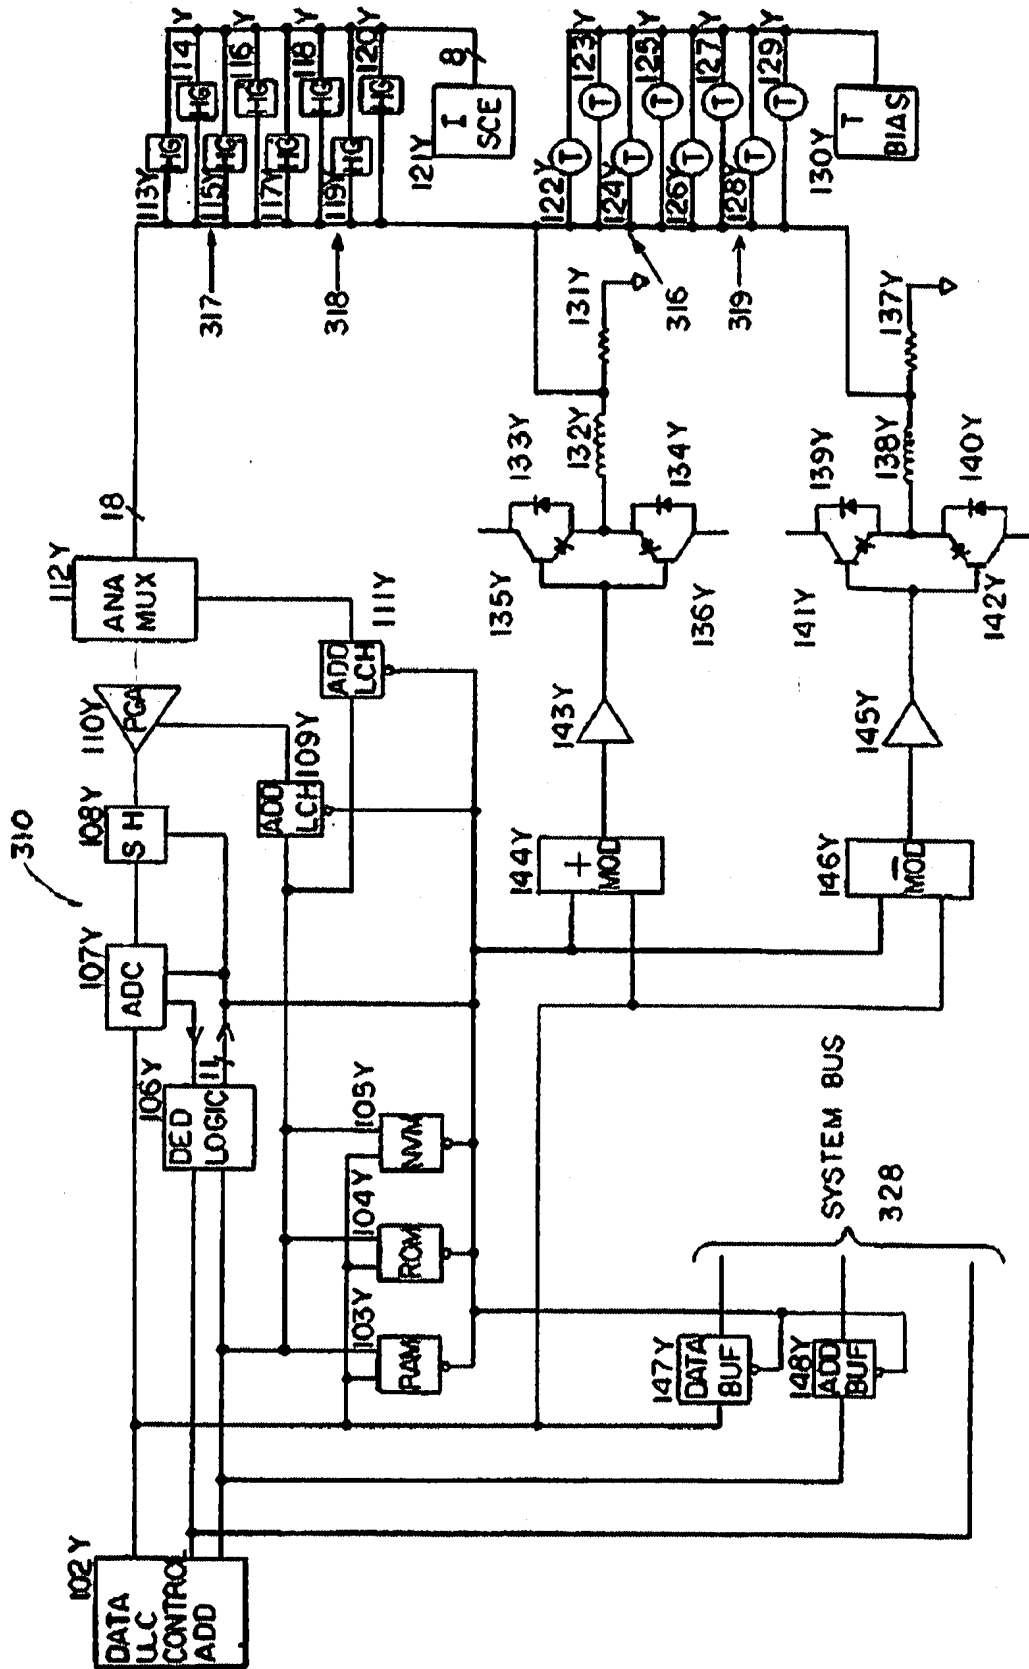 310
102Y
DATA
ULC
CONTROL
ADD
106Y
DED
LOGIC
11
107Y
ADC
108Y
S H
110Y
PGA
112Y
ANA
MUX
18
109Y
ADD
LCH
111Y
ADD
LCH
103Y
RAM
104Y
ROM
105Y
NVM
113Y
HG
114Y
HG
115Y
HG
116Y
HG
117Y
HG
118Y
HG
119Y
HG
120Y
HG
317
318
121Y
I
SCE
8
122Y
T
123Y
T
124Y
T
125Y
T
126Y
T
127Y
T
128Y
T
129Y
T
316
319
130Y
T
BIAS
131Y
132Y
133Y
134Y
135Y
136Y
137Y
138Y
139Y
140Y
141Y
142Y
143Y
144Y
+
MOD
145Y
146Y
−
MOD
147Y
DATA
BUF
148Y
ADD
BUF
SYSTEM BUS
328